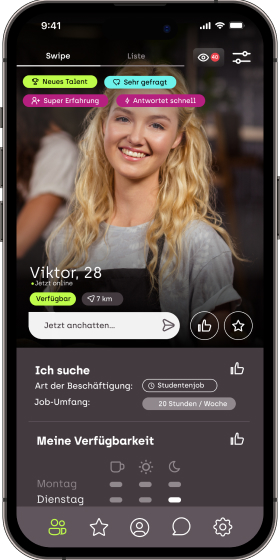 9:41
Swipe Liste
40
Neues Talent Sehr gefragt
Super Erfahrung Antwortet schnell
Viktor, 28
Jetzt online
Verfügbar 7 km
Jetzt anchatten...
Ich suche
Art der Beschäftigung: Studentenjob
Job-Umfang: 20 Stunden / Woche
Meine Verfügbarkeit
Montag
Dienstag